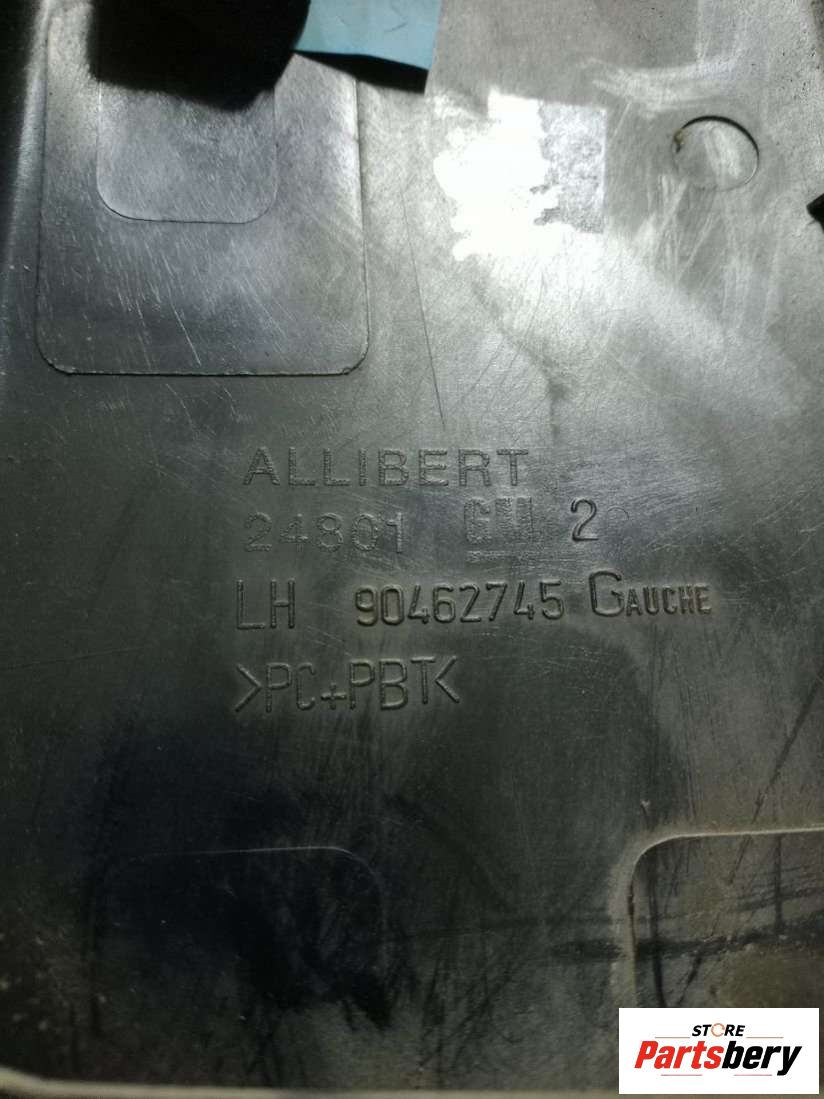 ALLIBERT
24801 GM 2
LH 90462745 GAUCHE
>PC+PBT<
STORE
Partsbery